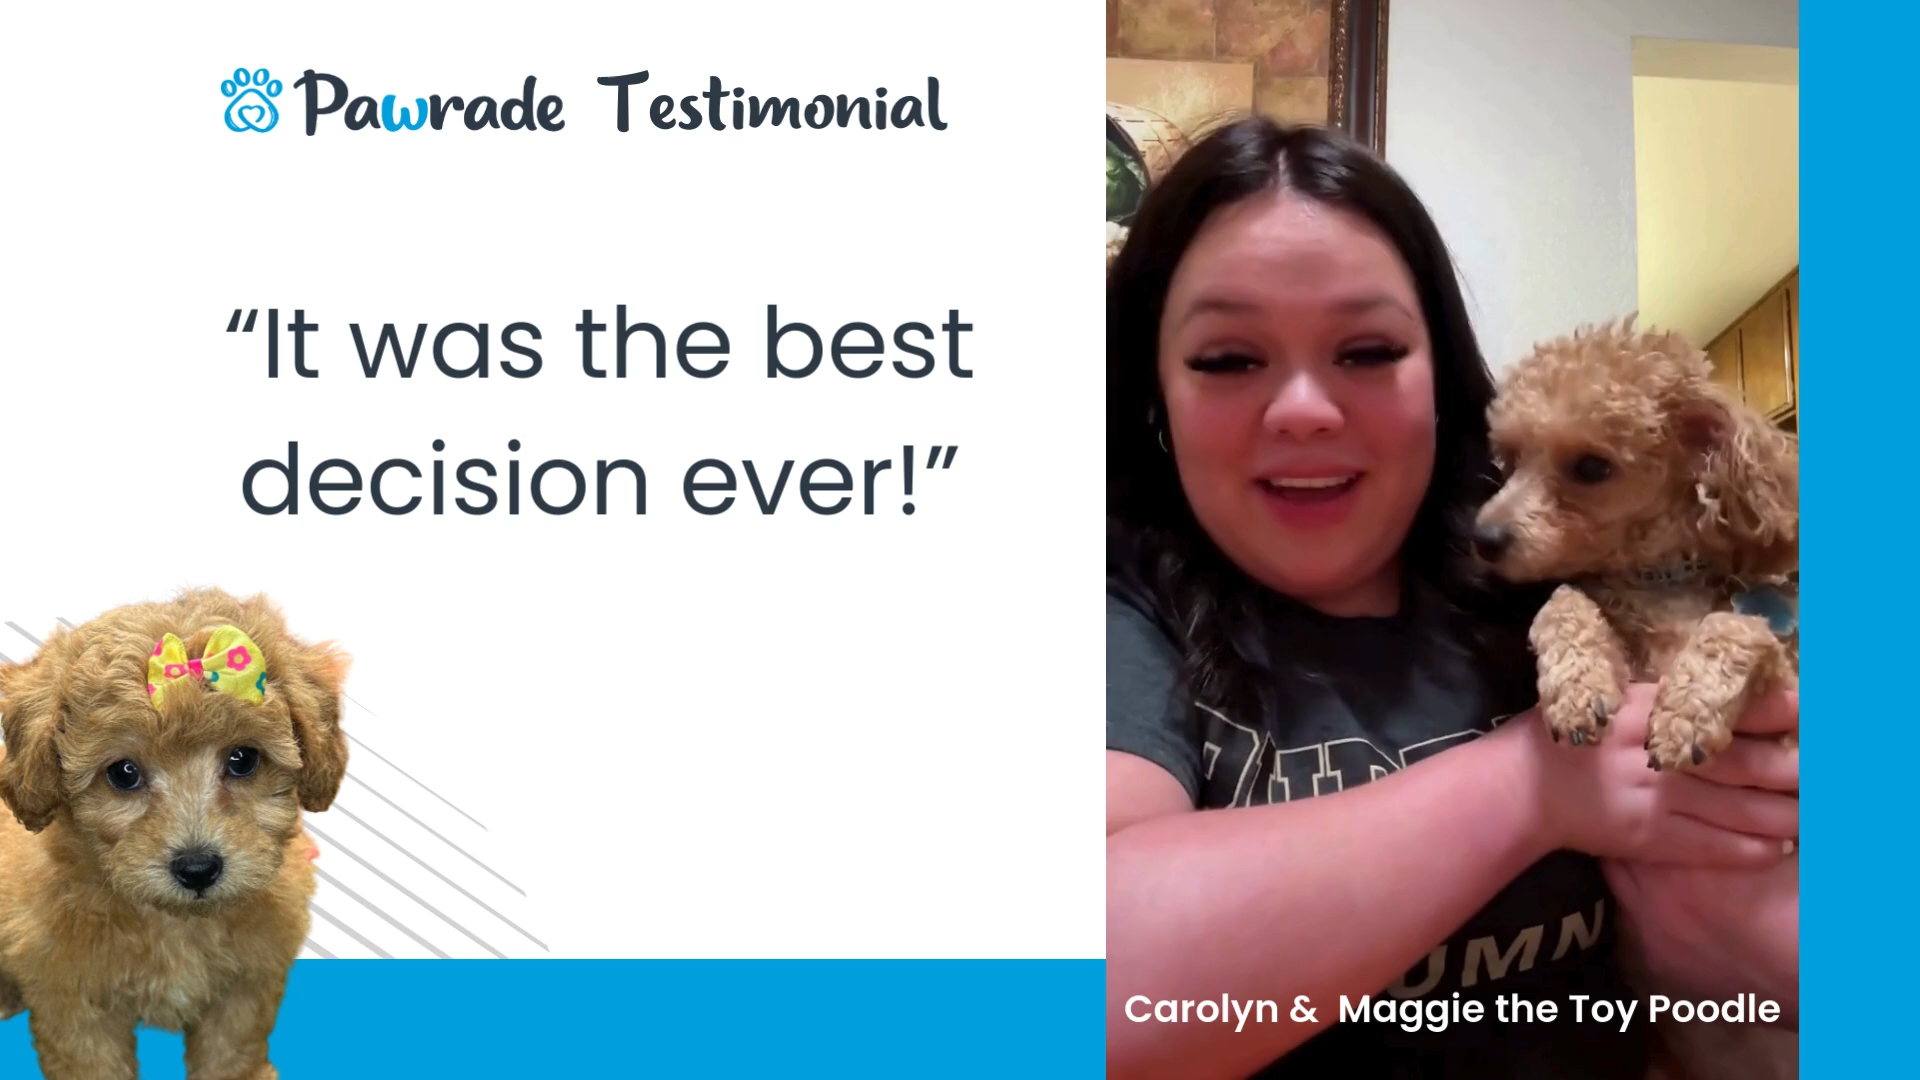 Pawrade Testimonial
“It was the best
decision ever!”
Carolyn & Maggie the Toy Poodle